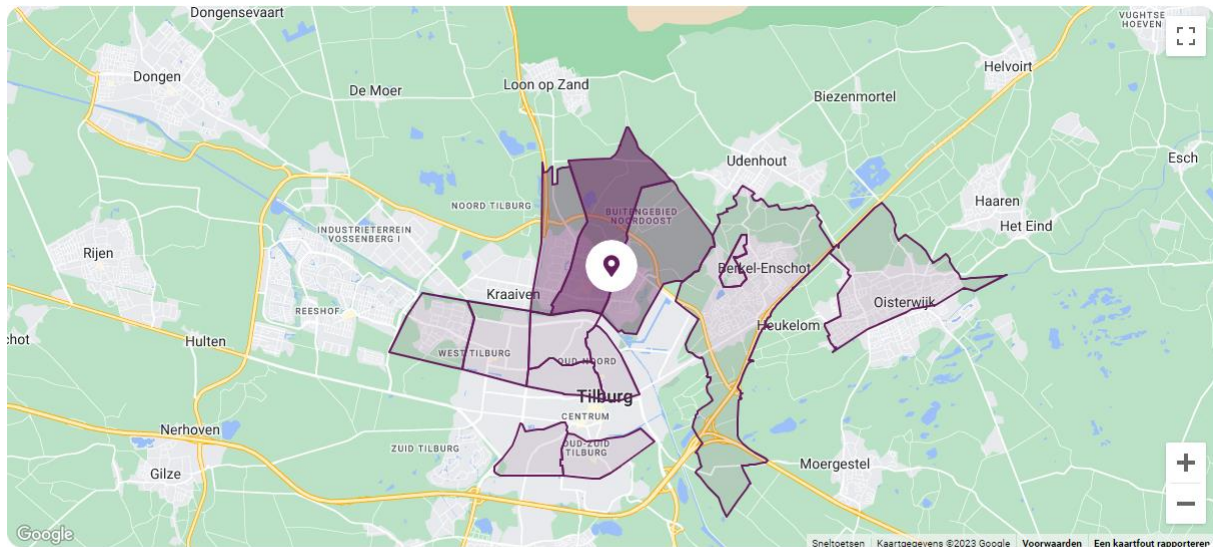 Dongensevaart
VUGHTSE
HOEVEN
Helvoirt
Dongen
Loon op Zand
De Moer
Biezenmortel
Udenhout
Esch
Haaren
NOORD TILBURG
BUITENGEBIED
NOORDOOST
Het Eind
INDUSTRIETERREIN
VOSSENBERG I
Rijen
Berkel-Enschot
Kraaiven
Oisterwijk
REESHOF
Heukelom
chot
Hulten
WEST TILBURG
OUD-NOORD
Tilburg
CENTRUM
Nerhoven
ZUID TILBURG
OUD-ZUID
TILBURG
Moergestel
Gilze
Google
Sneltoetsen Kaartgegevens ©2023 Google Voorwaarden Een kaartfout rapporteren